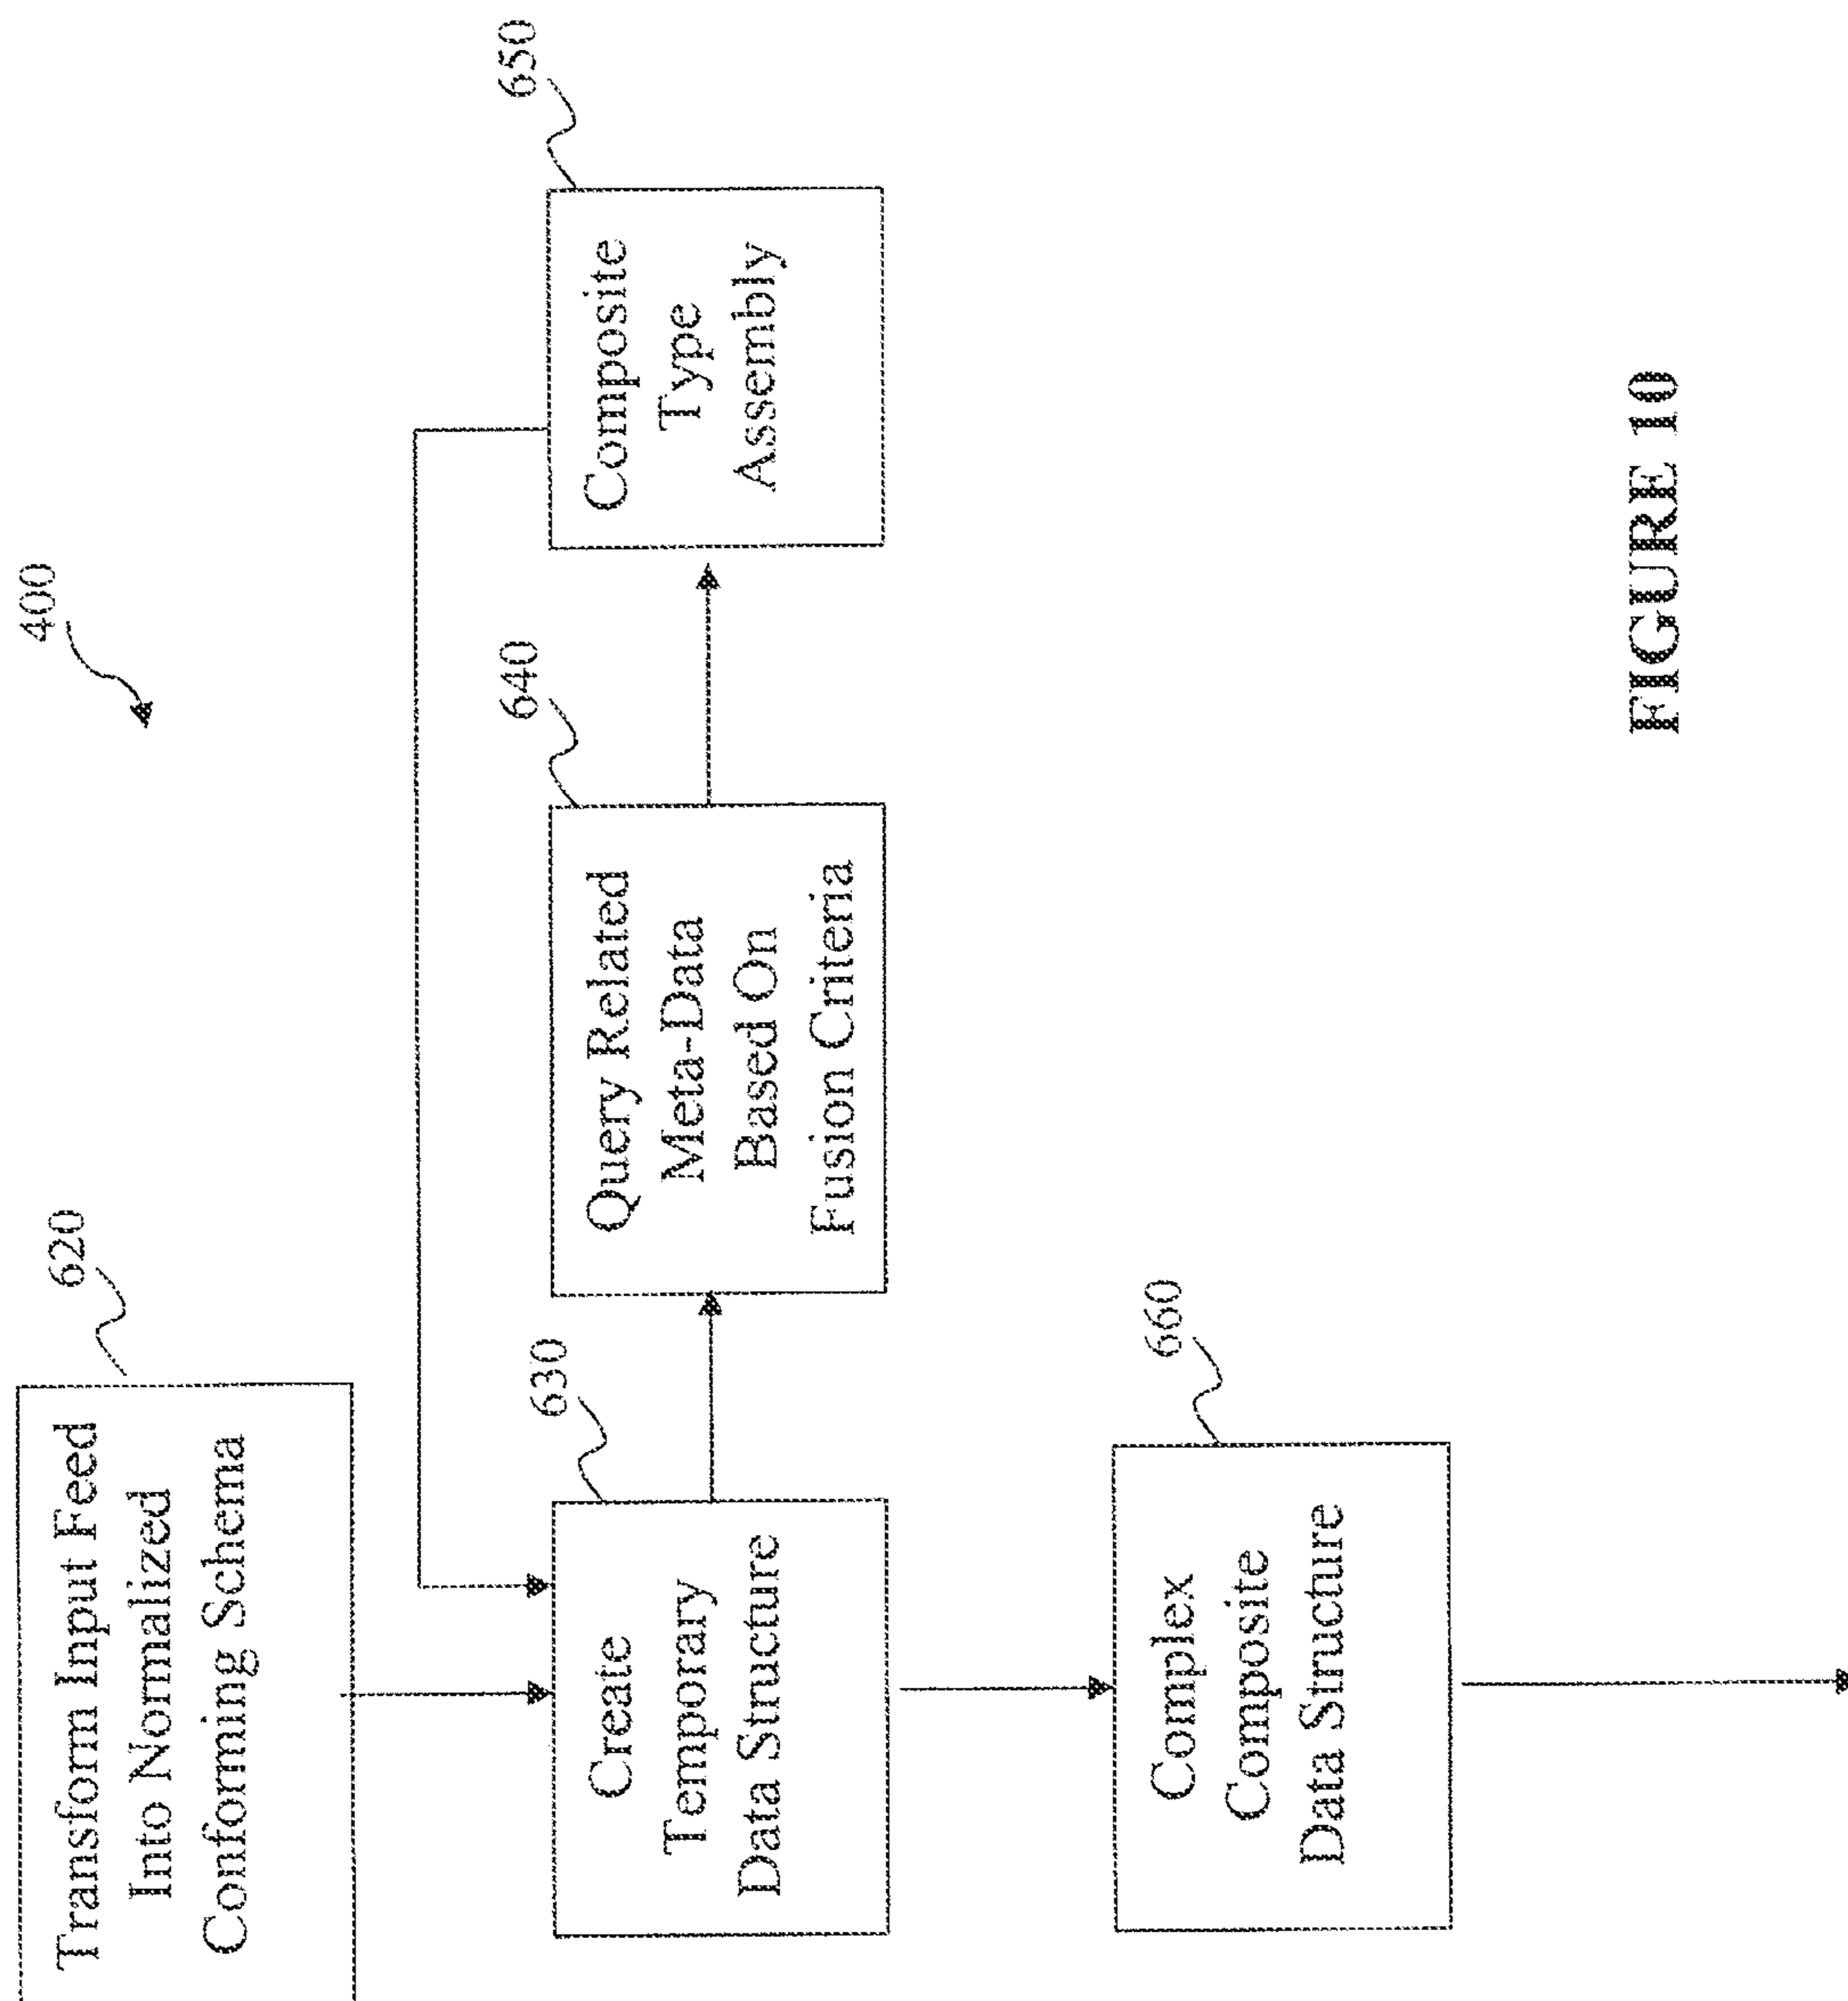 400
620
Transform Input Feed
Into Normalized
Conforming Schema
630
Create
Temporary
Data Structure
640
Query Related
Meta-Data
Based On
Fusion Criteria
650
Composite
Type
Assembly
660
Complex
Composite
Data Structure
FIGURE 10